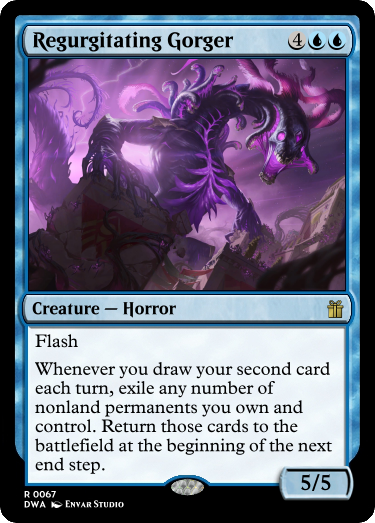 Regurgitating Gorger 4
Creature — Horror
Flash
Whenever you draw your second card
each turn, exile any number of
nonland permanents you own and
control. Return those cards to the
battlefield at the beginning of the next
end step.
5/5
R 0067
DWA Envar Studio